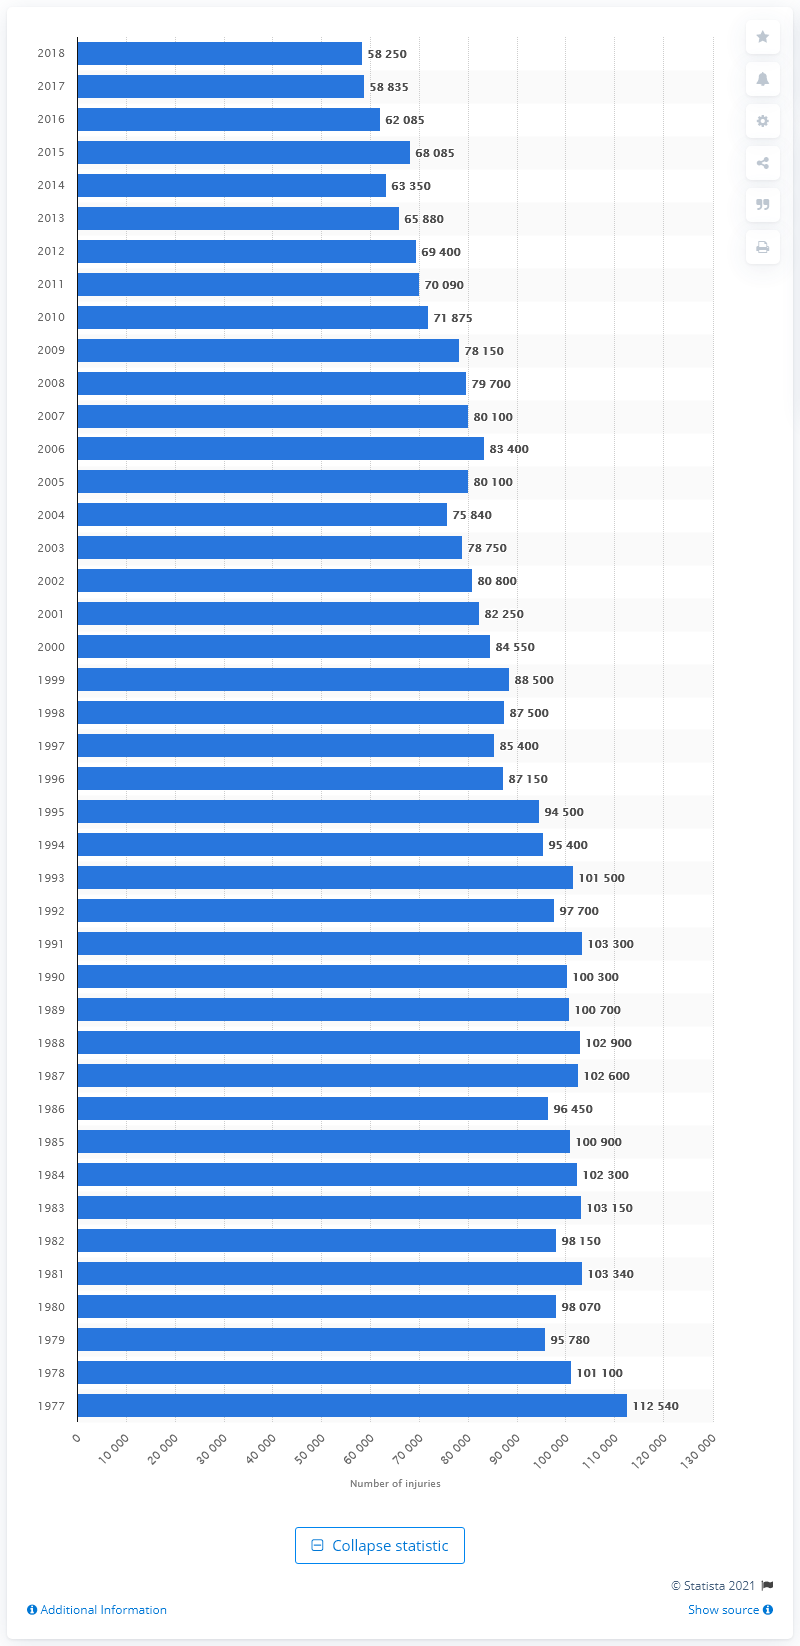 2018 58 250
2017 58 835
2016 62 085
2015 68 085
2014 63 350
2013 65 880
2012 69 400
2011 70 090
2010 71 875
2009 78 150
2008 79 700
2007 80 100
2006 83 400
2005 80 100
2004 75 840
2003 78 750
2002 80 800
2001 82 250
2000 84 550
1999 88 500
1998 87 500
1997 85 400
1996 87 150
1995 94 500
1994 95 400
1993 101 500
1992 97 700
1991 103 300
1990 100 300
1989 100 700
1988 102 900
1987 102 600
1986 96 450
1985 100 900
1984 102 300
1983 103 150
1982 98 150
1981 103 340
1980 98 070
1979 95 780
1978 101 100
1977 112 540
0 10 000 20 000 30 000 40 000 50 000 60 000 70 000 80 000 90 000 100 000 110 000 120 000 130 000
Number of injuries
Collapse statistic
© Statista 2021
Additional Information Show source